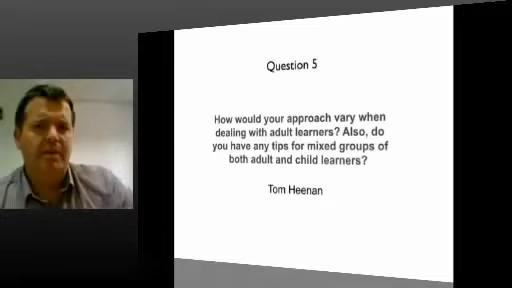 Question 5
How would your approach vary when
dealing with adult learners? Also, do
you have any tips for mixed groups of
both adult and child learners?
Tom Heenan